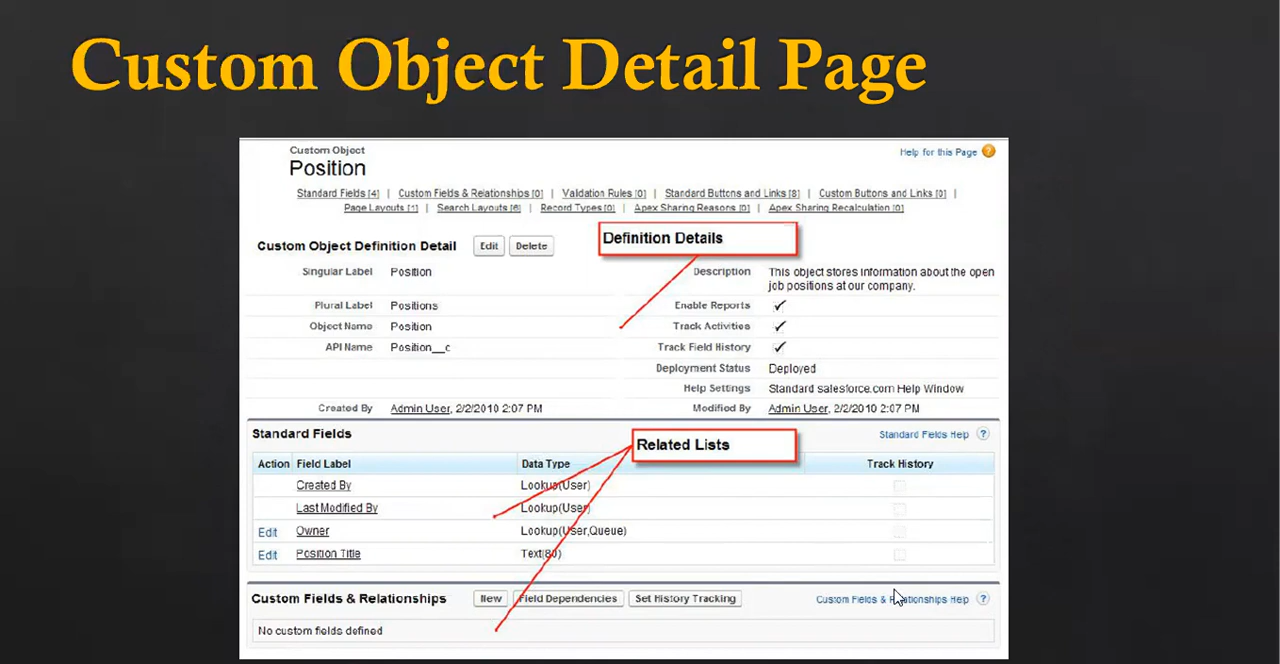 Custom Object Detail Page
Custom Object
Position
Help for this Page ?
Standard Fields [4] | Custom Fields & Relationships [0] | Validation Rules [0] | Standard Buttons and Links [8] | Custom Buttons and Links [0] |
Page Layouts [1] | Search Layouts [6] | Record Types [0] | Apex Sharing Reasons [0] | Apex Sharing Recalculation [0]
Definition Details
Custom Object Definition Detail Edit Delete
Singular Label Position Description This object stores information about the open
job positions at our company.
Plural Label Positions Enable Reports ✓
Object Name Position Track Activities ✓
API Name Position__c Track Field History ✓
Deployment Status Deployed
Help Settings Standard salesforce.com Help Window
Created By Admin User, 2/2/2010 2:07 PM Modified By Admin User, 2/2/2010 2:07 PM
Standard Fields Standard Fields Help ?
Related Lists
Action Field Label Data Type Track History
Created By Lookup(User)
Last Modified By Lookup(User)
Edit Owner Lookup(User,Queue)
Edit Position Title Text(80)
Custom Fields & Relationships New Field Dependencies Set History Tracking Custom Fields & Relationships Help ?
No custom fields defined